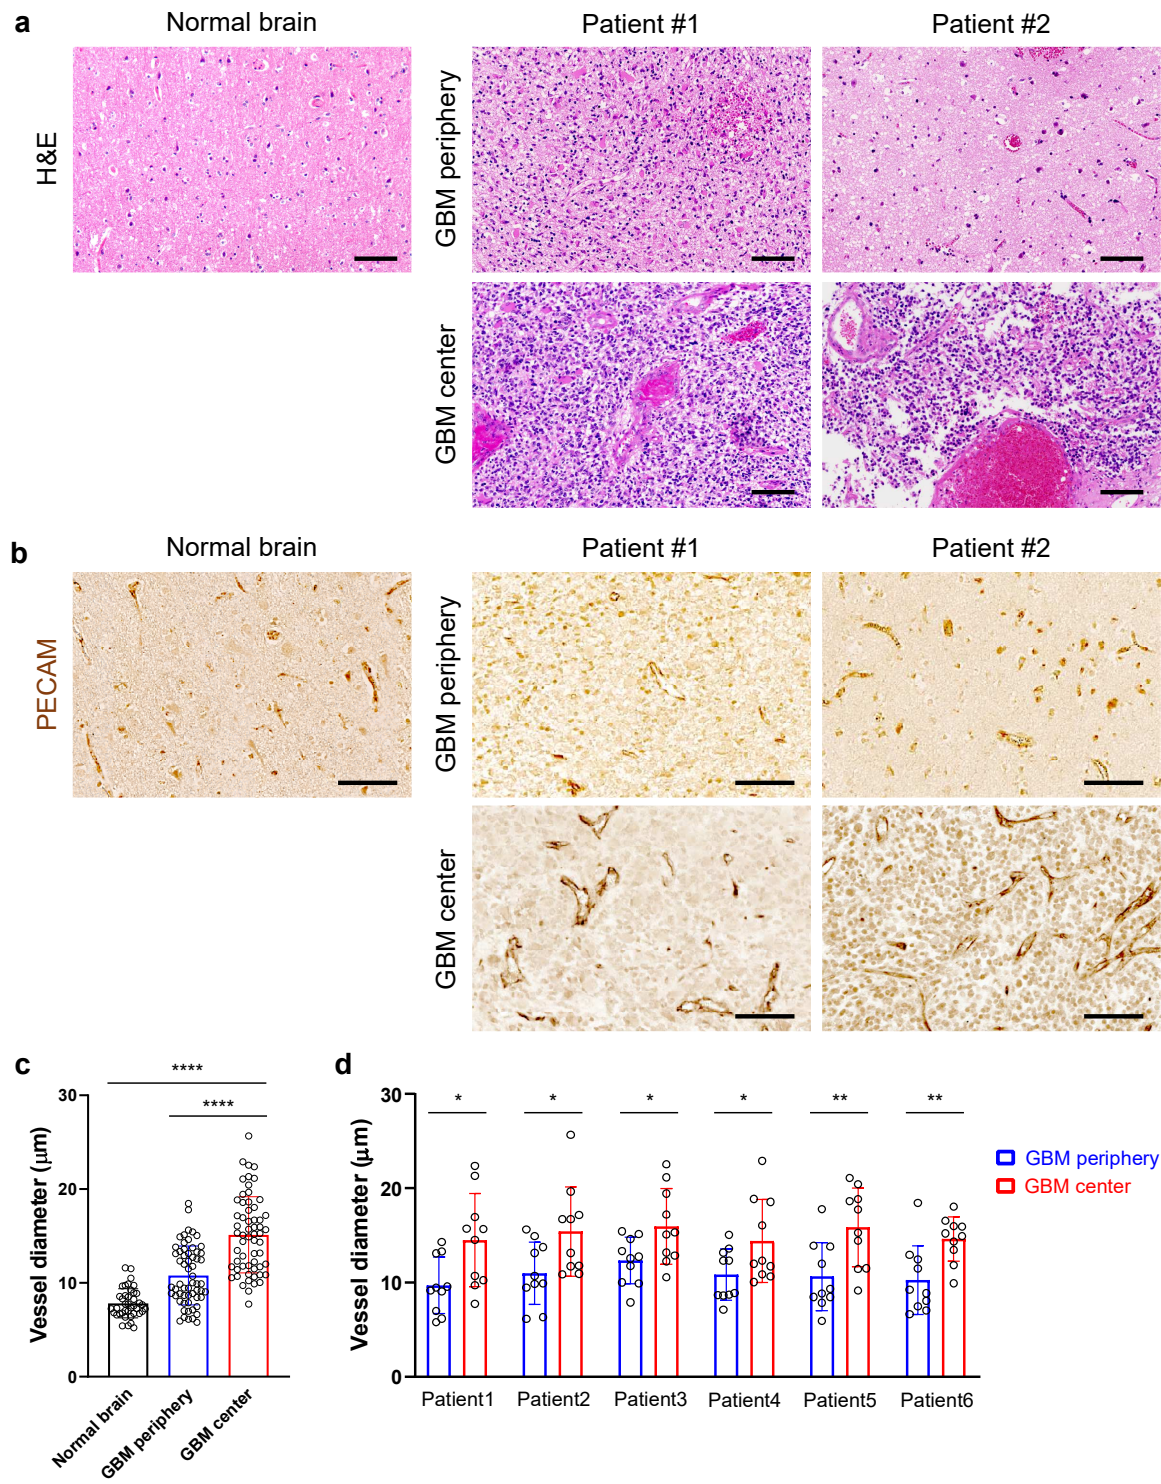 a
Normal brain
Patient #1
Patient #2
H&E
GBM periphery
GBM center
b
Normal brain
Patient #1
Patient #2
PECAM
GBM periphery
GBM center
c
****
****
Vessel diameter (μm)
30
20
10
0
Normal brain
GBM periphery
GBM center
d
* * * * ** **
Vessel diameter (μm)
30
20
10
0
Patient1 Patient2 Patient3 Patient4 Patient5 Patient6
GBM periphery
GBM center